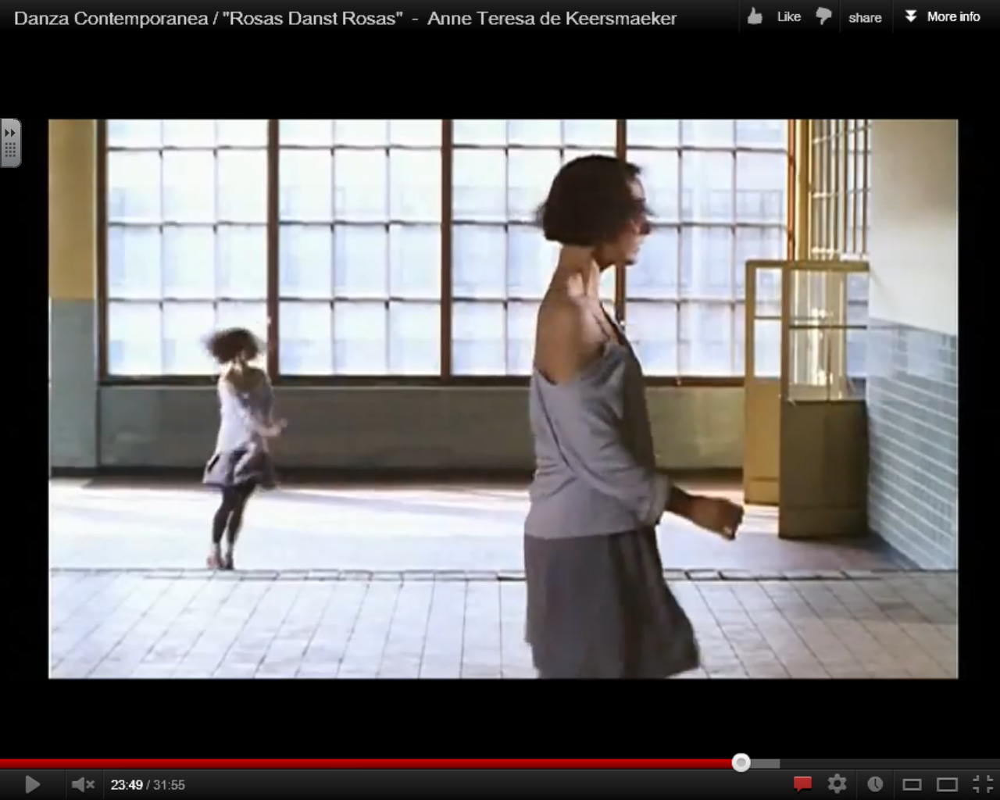 Danza Contemporanea / "Rosas Danst Rosas" - Anne Teresa de Keersmaeker
Like
share
More info
23:49 / 31:55